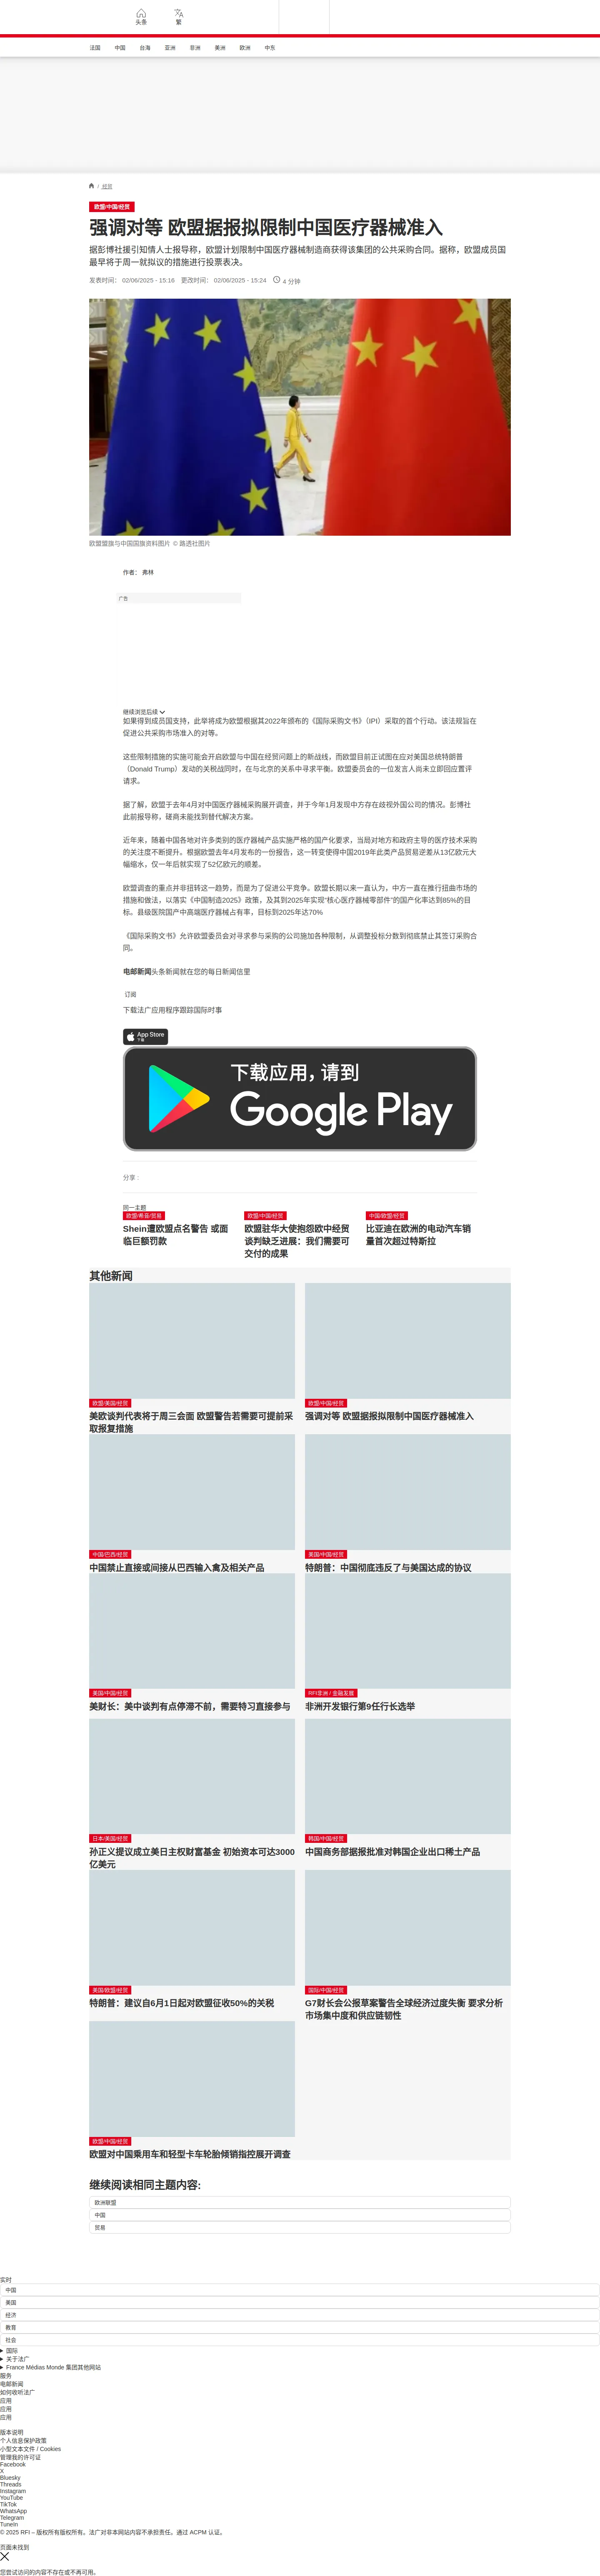 头条
繁
法国 中国 台海 亚洲 非洲 美洲 欧洲 中东
/ 经贸
欧盟/中国/经贸
强调对等 欧盟据报拟限制中国医疗器械准入
据彭博社援引知情人士报导称，欧盟计划限制中国医疗器械制造商获得该集团的公共采购合同。据称，欧盟成员国
最早将于周一就拟议的措施进行投票表决。
发表时间： 02/06/2025 - 15:16 更改时间： 02/06/2025 - 15:24 4 分钟
欧盟盟旗与中国国旗资料图片 © 路透社图片
作者： 弗林
广告
继续浏览后续
如果得到成员国支持，此举将成为欧盟根据其2022年颁布的《国际采购文书》（IPI）采取的首个行动。该法规旨在
促进公共采购市场准入的对等。
这些限制措施的实施可能会开启欧盟与中国在经贸问题上的新战线，而欧盟目前正试图在应对美国总统特朗普
（Donald Trump）发动的关税战同时，在与北京的关系中寻求平衡。欧盟委员会的一位发言人尚未立即回应置评
请求。
据了解，欧盟于去年4月对中国医疗器械采购展开调查，并于今年1月发现中方存在歧视外国公司的情况。彭博社
此前报导称，磋商未能找到替代解决方案。
近年来，随着中国各地对许多类别的医疗器械产品实施严格的国产化要求，当局对地方和政府主导的医疗技术采购
的关注度不断提升。根据欧盟去年4月发布的一份报告，这一转变使得中国2019年此类产品贸易逆差从13亿欧元大
幅缩水，仅一年后就实现了52亿欧元的顺差。
欧盟调查的重点并非扭转这一趋势，而是为了促进公平竞争。欧盟长期以来一直认为，中方一直在推行扭曲市场的
措施和做法，以落实《中国制造2025》政策，及其到2025年实现"核心医疗器械零部件"的国产化率达到85%的目
标。县级医院国产中高端医疗器械占有率，目标到2025年达70%
《国际采购文书》允许欧盟委员会对寻求参与采购的公司施加各种限制，从调整投标分数到彻底禁止其签订采购合
同。
电邮新闻头条新闻就在您的每日新闻信里
订阅
下载法广应用程序跟踪国际时事
App Store
下载
下载应用，请到
Google Play
分享 :
同一主题
欧盟/希音/贸易
Shein遭欧盟点名警告 或面
临巨额罚款
欧盟/中国/经贸
欧盟驻华大使抱怨欧中经贸
谈判缺乏进展：我们需要可
交付的成果
中国/欧盟/经贸
比亚迪在欧洲的电动汽车销
量首次超过特斯拉
其他新闻
欧盟/美国/经贸
美欧谈判代表将于周三会面 欧盟警告若需要可提前采
取报复措施
欧盟/中国/经贸
强调对等 欧盟据报拟限制中国医疗器械准入
中国/巴西/经贸
中国禁止直接或间接从巴西输入禽及相关产品
美国/中国/经贸
特朗普：中国彻底违反了与美国达成的协议
美国/中国/经贸
美财长：美中谈判有点停滞不前，需要特习直接参与
RFI非洲 / 金融发展
非洲开发银行第9任行长选举
日本/美国/经贸
孙正义提议成立美日主权财富基金 初始资本可达3000
亿美元
韩国/中国/经贸
中国商务部据报批准对韩国企业出口稀土产品
美国/欧盟/经贸
特朗普：建议自6月1日起对欧盟征收50%的关税
国际/中国/经贸
G7财长会公报草案警告全球经济过度失衡 要求分析
市场集中度和供应链韧性
欧盟/中国/经贸
欧盟对中国乘用车和轻型卡车轮胎倾销指控展开调查
继续阅读相同主题内容:
欧洲联盟
中国
贸易
实时
中国
美国
经济
教育
社会
国际
关于法广
France Médias Monde 集团其他网站
服务
电邮新闻
如何收听法广
应用
应用
应用
版本说明
个人信息保护政策
小型文本文件 / Cookies
管理我的许可证
Facebook
X
Bluesky
Threads
Instagram
YouTube
TikTok
WhatsApp
Telegram
TuneIn
© 2025 RFI – 版权所有版权所有。法广对非本网站内容不承担责任。通过 ACPM 认证。
页面未找到
您尝试访问的内容不存在或不再可用。